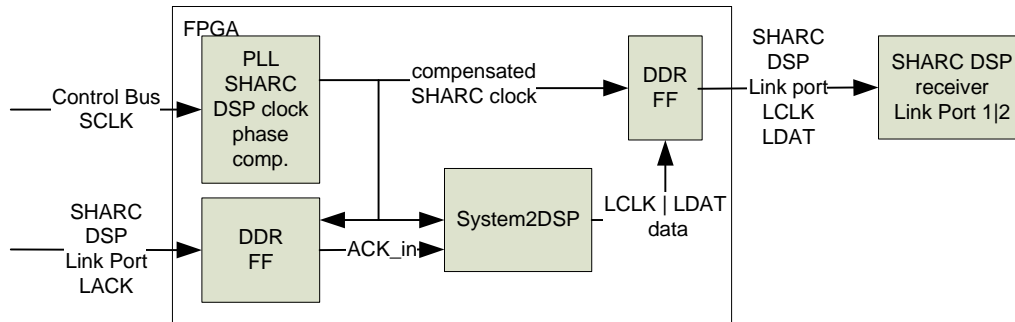 FPGA
PLL
SHARC
DSP clock
phase
comp.
Control Bus
SCLK
compensated
SHARC clock
DDR
FF
SHARC
DSP
Link port
LCLK
LDAT
SHARC DSP
receiver
Link Port 1|2
SHARC
DSP
Link Port
LACK
DDR
FF
ACK_in
System2DSP
LCLK | LDAT
data